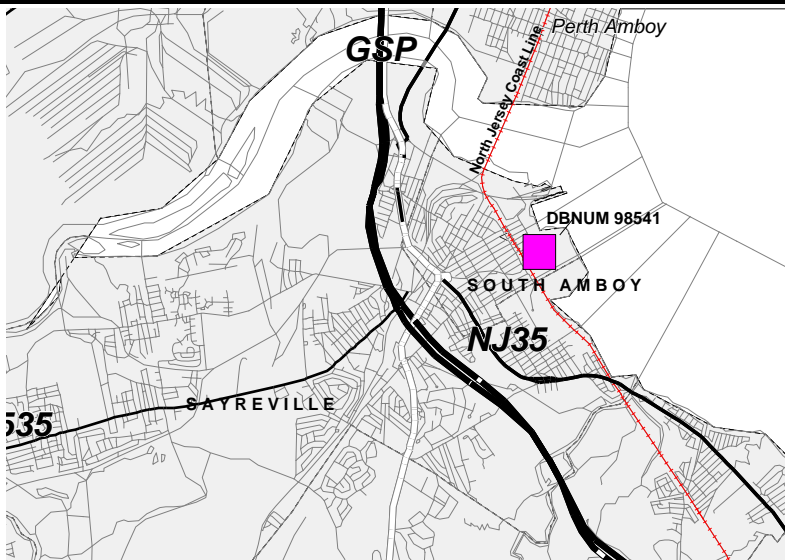 Perth Amboy
GSP
North Jersey Coast Line
DBNUM 98541
SOUTH AMBOY
NJ35
SAYREVILLE
535